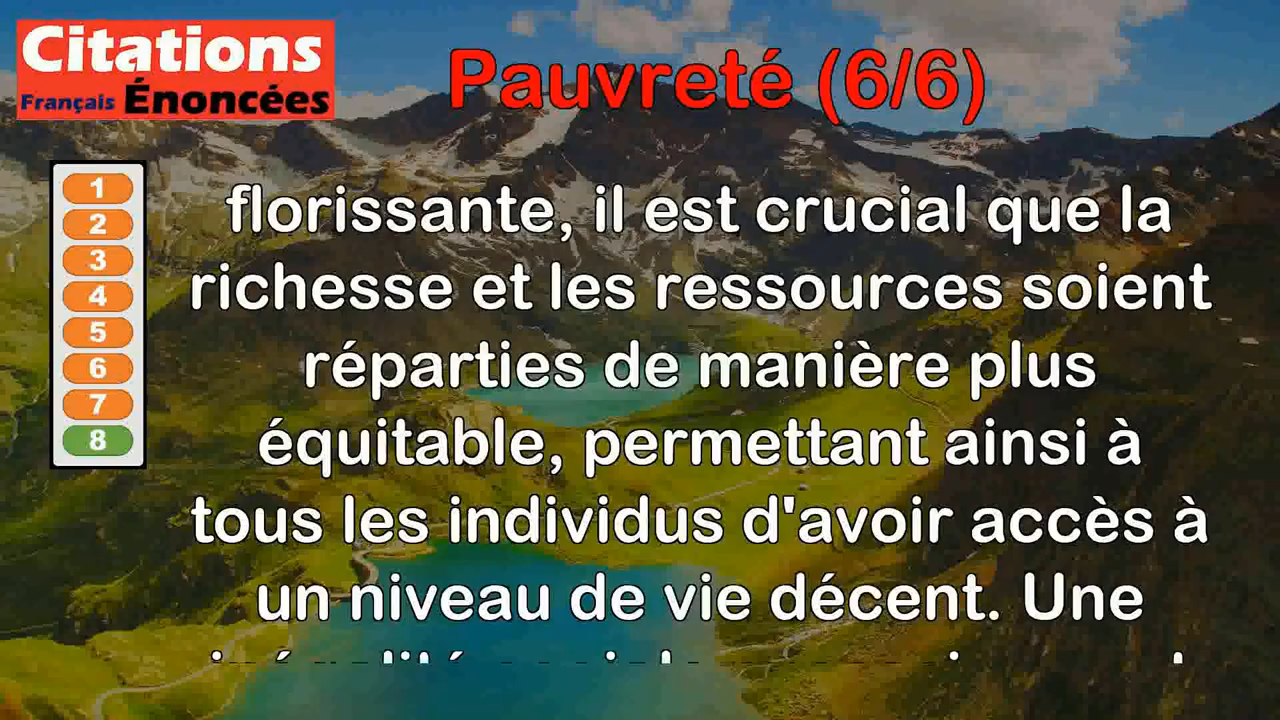 Citations
Français Énoncées
Pauvreté (6/6)
1
2
3
4
5
6
7
8
florissante, il est crucial que la
richesse et les ressources soient
réparties de manière plus
équitable, permettant ainsi à
tous les individus d'avoir accès à
un niveau de vie décent. Une